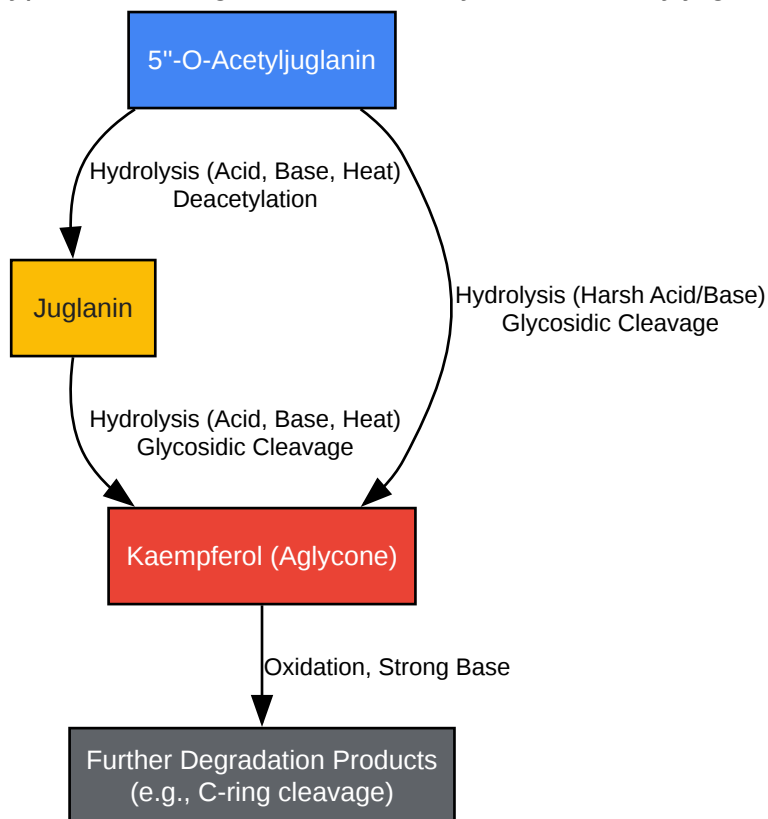 5"-O-Acetyljuglanin
Hydrolysis (Acid, Base, Heat)
Deacetylation
Juglanin
Hydrolysis (Harsh Acid/Base)
Glycosidic Cleavage
Hydrolysis (Acid, Base, Heat)
Glycosidic Cleavage
Kaempferol (Aglycone)
Oxidation, Strong Base
Further Degradation Products
(e.g., C-ring cleavage)